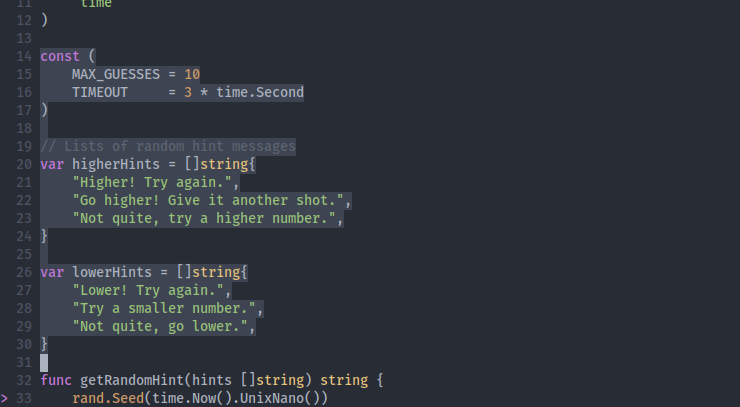 11     "time"
12 )
13
14 const (
15     MAX_GUESSES = 10
16     TIMEOUT     = 3 * time.Second
17 )
18
19 // Lists of random hint messages
20 var higherHints = []string{
21     "Higher! Try again.",
22     "Go higher! Give it another shot.",
23     "Not quite, try a higher number.",
24 }
25
26 var lowerHints = []string{
27     "Lower! Try again.",
28     "Try a smaller number.",
29     "Not quite, go lower.",
30 }
31
32 func getRandomHint(hints []string) string {
> 33     rand.Seed(time.Now().UnixNano())